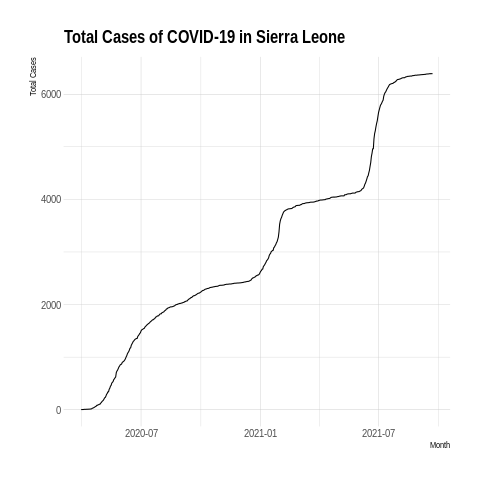 Total Cases of COVID-19 in Sierra Leone
Total Cases
6000
4000
2000
0
2020-07 2021-01 2021-07
Month